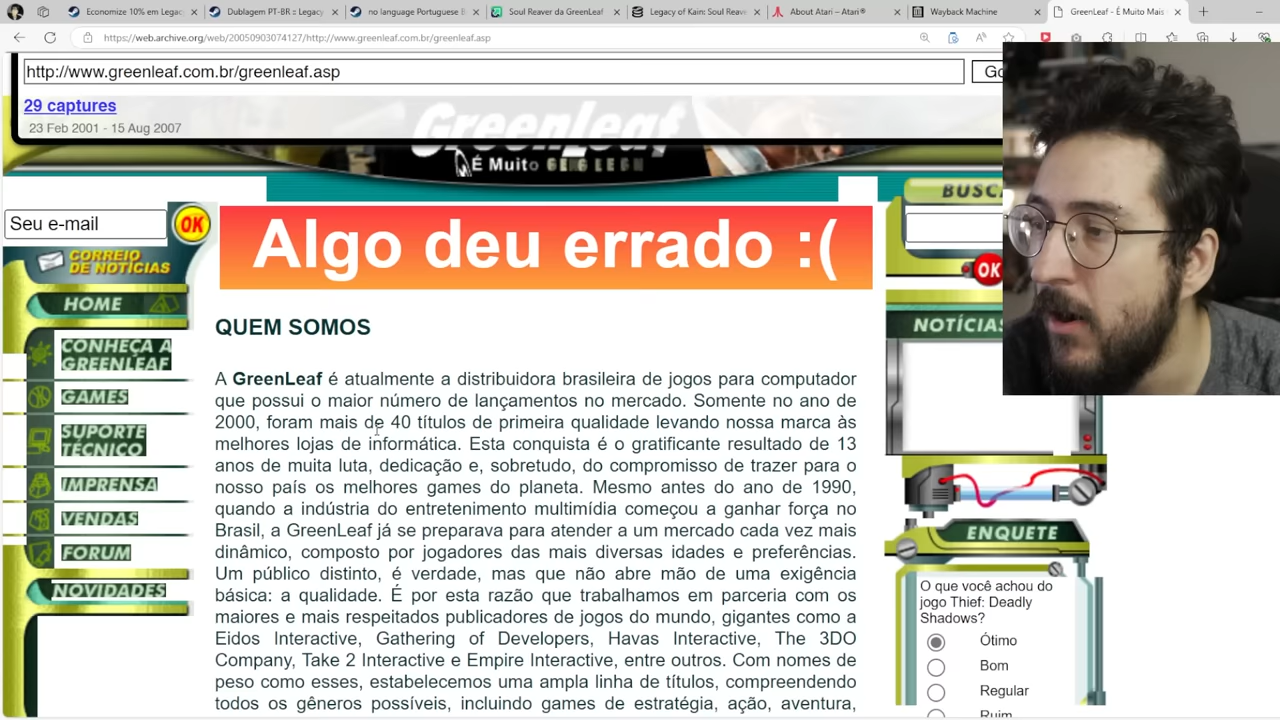 Economize 10% em Legac
Dublagem PT-BR :: Legacy
no language Portuguese B
Soul Reaver da GreenLeaf
Legacy of Kain: Soul Reav
About Atari – Atari®
Wayback Machine
GreenLeaf - É Muito Mais
https://web.archive.org/web/20050903074127/http://www.greenleaf.com.br/greenleaf.asp
http://www.greenleaf.com.br/greenleaf.asp
Go
29 captures
23 Feb 2001 - 15 Aug 2007
GreenLeaf
É Muito
BUSC
Seu e-mail
OK
CORREIO
DE NOTÍCIAS
HOME
CONHEÇA A
GREENLEAF
GAMES
SUPORTE
TÉCNICO
IMPRENSA
VENDAS
FORUM
NOVIDADES
Algo deu errado :(
QUEM SOMOS
A GreenLeaf é atualmente a distribuidora brasileira de jogos para computador
que possui o maior número de lançamentos no mercado. Somente no ano de
2000, foram mais de 40 títulos de primeira qualidade levando nossa marca às
melhores lojas de informática. Esta conquista é o gratificante resultado de 13
anos de muita luta, dedicação e, sobretudo, do compromisso de trazer para o
nosso país os melhores games do planeta. Mesmo antes do ano de 1990,
quando a indústria do entretenimento multimídia começou a ganhar força no
Brasil, a GreenLeaf já se preparava para atender a um mercado cada vez mais
dinâmico, composto por jogadores das mais diversas idades e preferências.
Um público distinto, é verdade, mas que não abre mão de uma exigência
básica: a qualidade. É por esta razão que trabalhamos em parceria com os
maiores e mais respeitados publicadores de jogos do mundo, gigantes como a
Eidos Interactive, Gathering of Developers, Havas Interactive, The 3DO
Company, Take 2 Interactive e Empire Interactive, entre outros. Com nomes de
peso como esses, estabelecemos uma ampla linha de títulos, compreendendo
todos os gêneros possíveis, incluindo games de estratégia, ação, aventura,
OK
NOTÍCIAS
ENQUETE
O que você achou do
jogo Thief: Deadly
Shadows?
Ótimo
Bom
Regular
Ruim